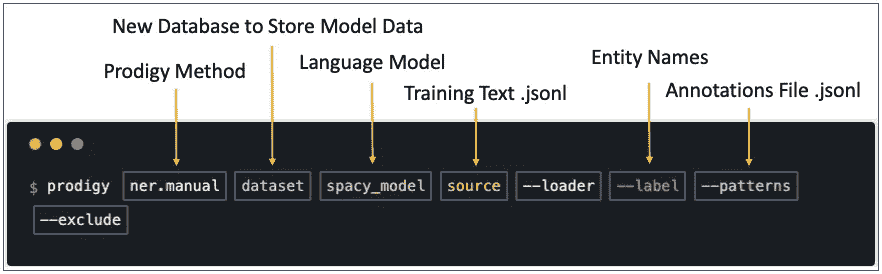 New Database to Store Model Data
Prodigy Method
Language Model
Training Text .jsonl
Entity Names
Annotations File .jsonl
$ prodigy ner.manual dataset spacy_model source --loader --label --patterns
--exclude